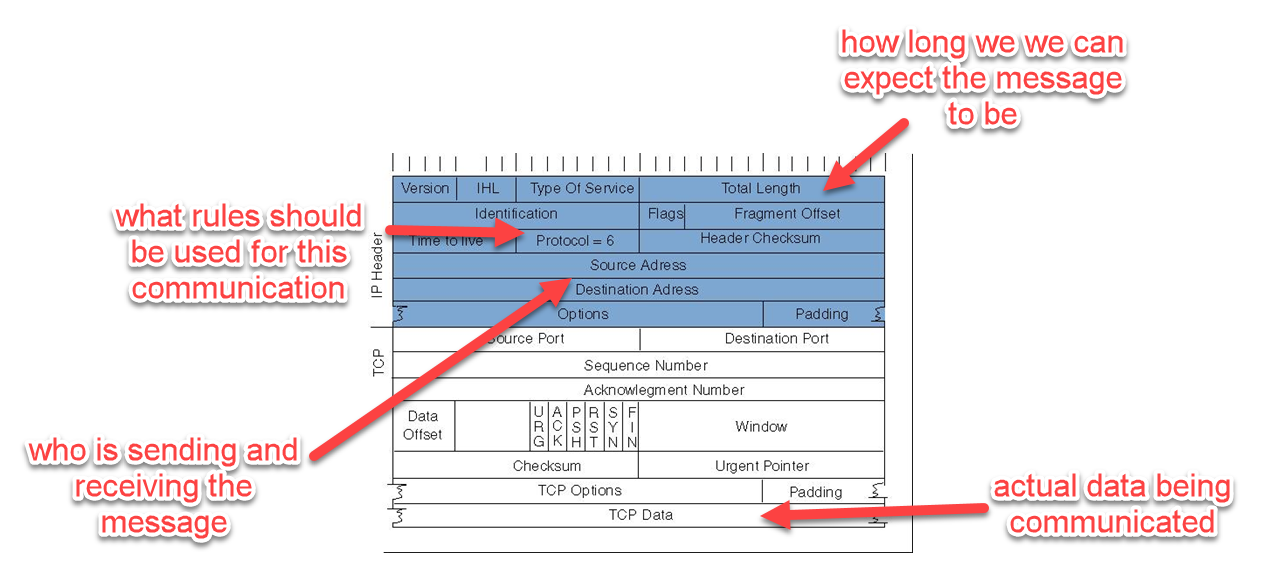 how long we we can
expect the message
to be
Version IHL Type Of Service Total Length
what rules should
be used for this
communication
Identification Flags Fragment Offset
Time to live Protocol = 6 Header Checksum
IP Header
Source Adress
Destination Adress
Options Padding
TCP
Source Port Destination Port
Sequence Number
Acknowlegment Number
Data
Offset
URG ACK PSH RST SYN FIN
Window
who is sending and
receiving the
message
Checksum Urgent Pointer
TCP Options Padding
TCP Data
actual data being
communicated